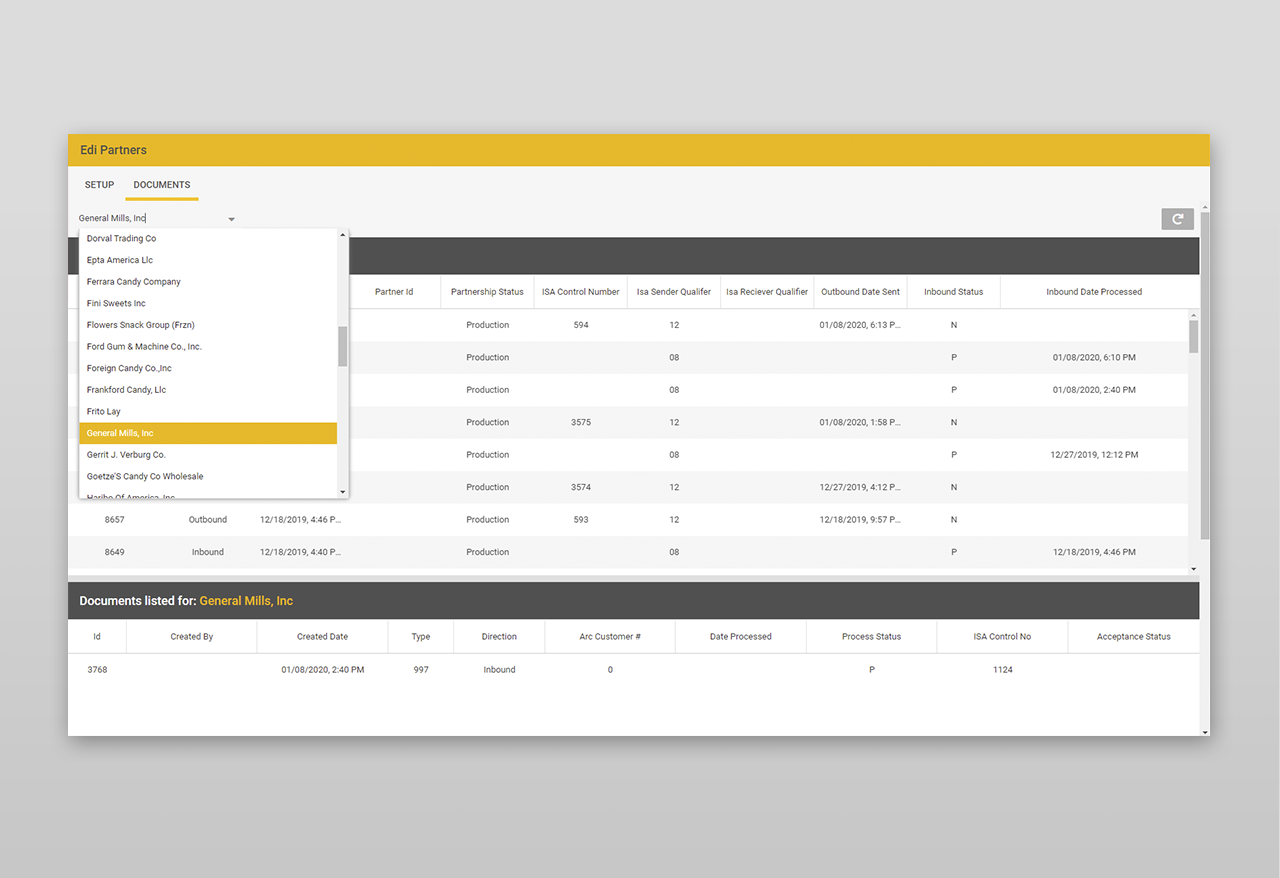 Edi Partners
SETUP DOCUMENTS
General Mills, Inc
Dorval Trading Co
Epta America Llc
Ferrara Candy Company
Fini Sweets Inc
Flowers Snack Group (Frzn)
Ford Gum & Machine Co., Inc.
Foreign Candy Co.,Inc
Frankford Candy, Llc
Frito Lay
General Mills, Inc
Gerrit J. Verburg Co.
Goetze'S Candy Co Wholesale
Haribo Of America, Inc
Partner Id Partnership Status ISA Control Number Isa Sender Qualifer Isa Reciever Qualifier Outbound Date Sent Inbound Status Inbound Date Processed
Production 594 12 01/08/2020, 6:13 P... N
Production 08 P 01/08/2020, 6:10 PM
Production 08 P 01/08/2020, 2:40 PM
Production 3575 12 01/08/2020, 1:58 P... N
Production 08 P 12/27/2019, 12:12 PM
Production 3574 12 12/27/2019, 4:12 P... N
8657 Outbound 12/18/2019, 4:46 P... Production 593 12 12/18/2019, 9:57 P... N
8649 Inbound 12/18/2019, 4:40 P... Production 08 P 12/18/2019, 4:46 PM
Documents listed for: General Mills, Inc
Id Created By Created Date Type Direction Arc Customer # Date Processed Process Status ISA Control No Acceptance Status
3768 01/08/2020, 2:40 PM 997 Inbound 0 P 1124